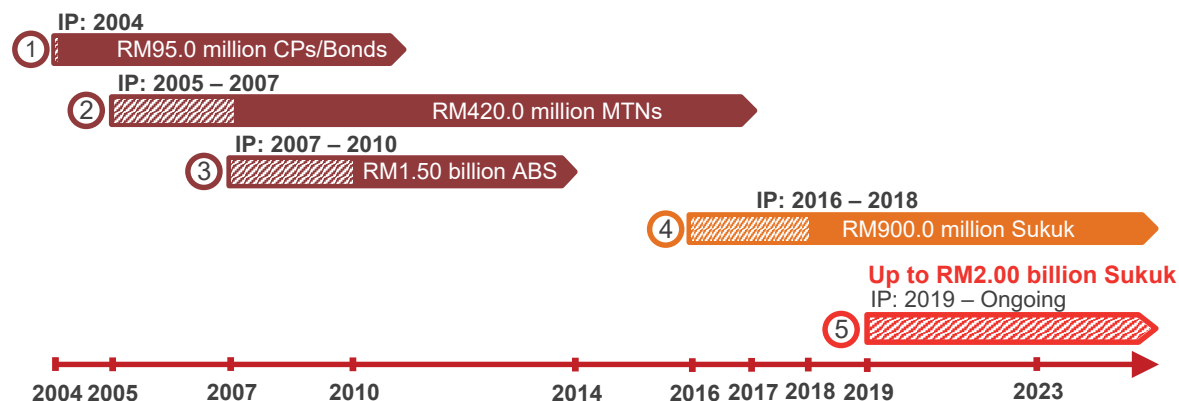 IP: 2004
1
RM95.0 million CPs/Bonds
IP: 2005 – 2007
2
RM420.0 million MTNs
IP: 2007 – 2010
3
RM1.50 billion ABS
IP: 2016 – 2018
4
RM900.0 million Sukuk
Up to RM2.00 billion Sukuk
IP: 2019 – Ongoing
5
2004 2005 2007 2010 2014 2016 2017 2018 2019 2023